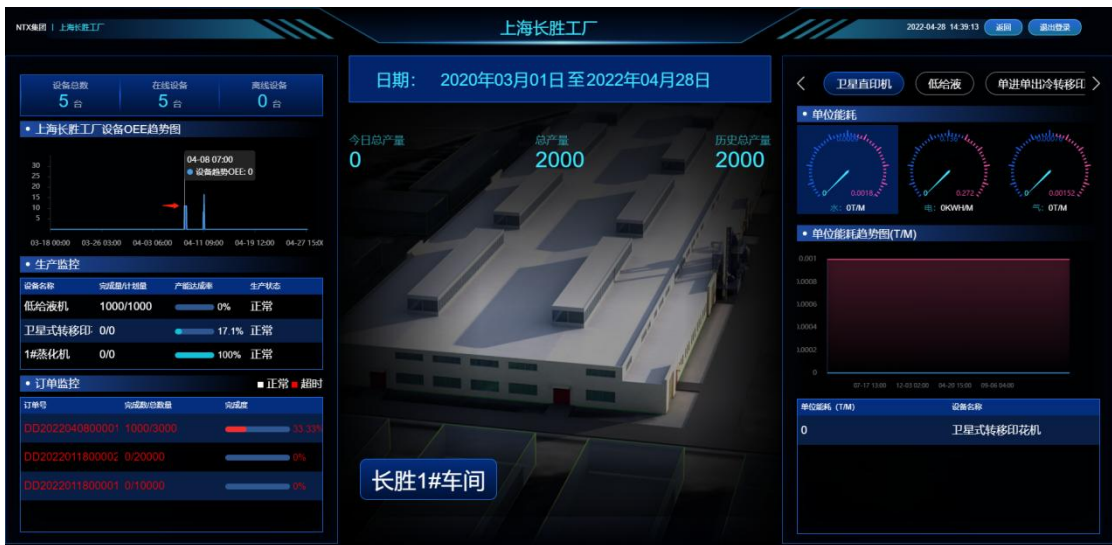 NTX集团 | 上海长胜工厂
上海长胜工厂
2022-04-28 14:39:13 返回 退出登录
设备总数 在线设备 离线设备
5 台 5 台 0 台
上海长胜工厂设备OEE趋势图
04-08 07:00
设备趋势OEE: 0
30
25
20
15
10
5
03-18 00:00 03-26 03:00 04-03 06:00 04-11 09:00 04-19 12:00 04-27 15:0
生产监控
设备名称 完成量/计划量 产能达成率 生产状态
低给液机 1000/1000 0% 正常
卫星式转移印 0/0 17.1% 正常
1#蒸化机 0/0 100% 正常
订单监控 正常 超时
订单号 完成数/总数量 完成度
DD2022040800001 1000/3000 33.33%
DD2022011800002 0/20000 0%
DD2022011800001 0/10000 0%
日期: 2020年03月01日至2022年04月28日
今日总产量 总产量 历史总产量
0 2000 2000
长胜1#车间
卫星直印机 低给液 单进单出冷转移印
单位能耗
0 0.0016 0 0.272 0 0.00152
水: 0T/M 电: 0KWH/M 气: 0T/M
单位能耗趋势图(T/M)
0.001
1.0008
1.0006
1.0004
1.0002
0
07-17 13:00 12-03 02:00 04-20 15:00 09-06 04:00
单位能耗 (T/M) 设备名称
0 卫星式转移印花机